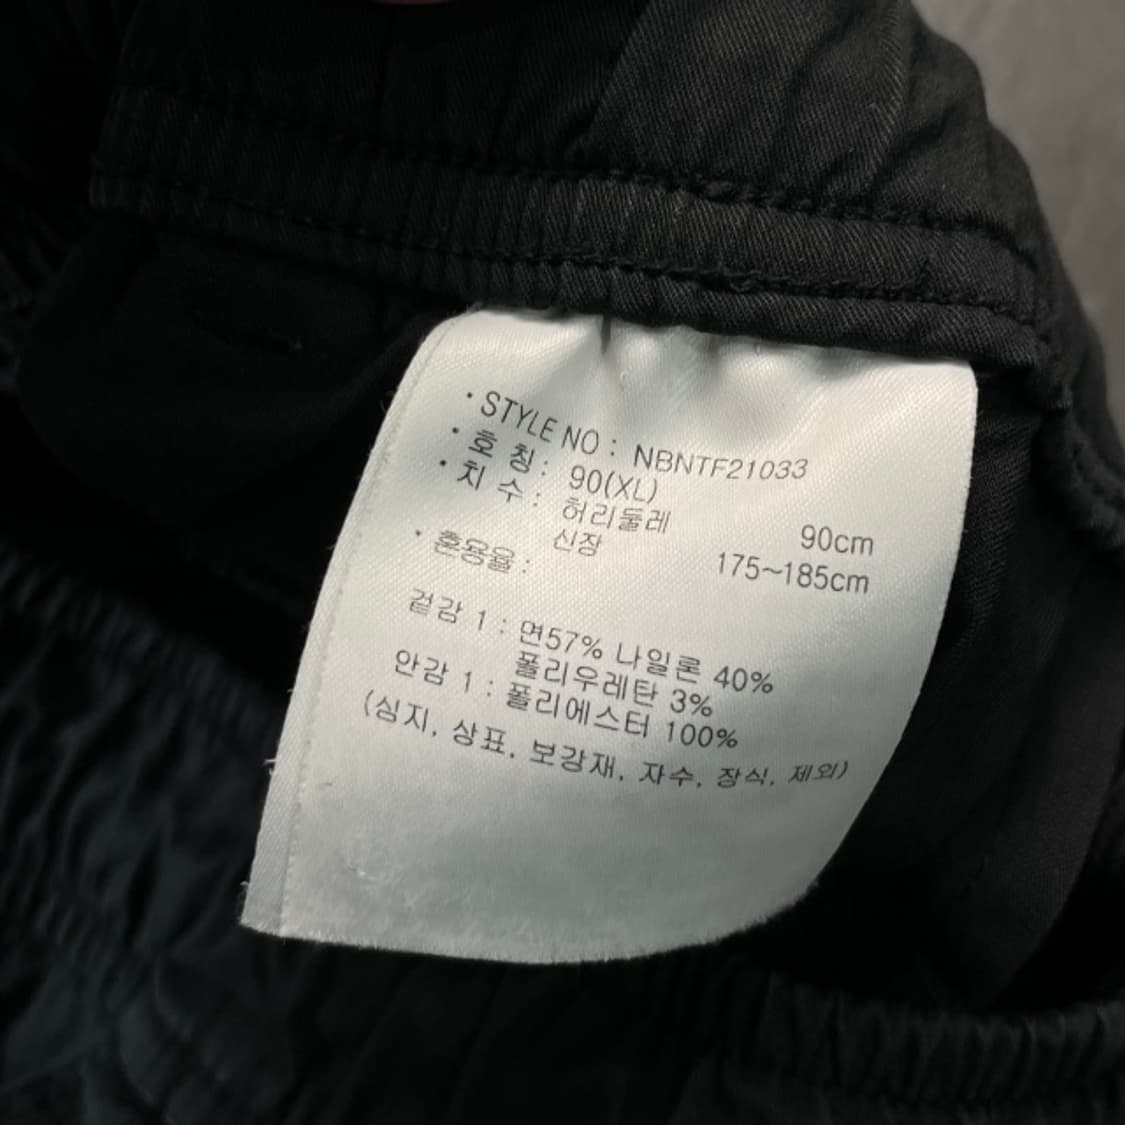 · STYLE NO : NBNTF21033
· 호 칭 : 90(XL)
· 치 수 : 허리둘레 90cm
신장 175~185cm
· 혼용율 :
겉감 1 : 면57% 나일론 40%
폴리우레탄 3%
안감 1 : 폴리에스터 100%
(심지, 상표, 보강재, 자수, 장식, 제외)